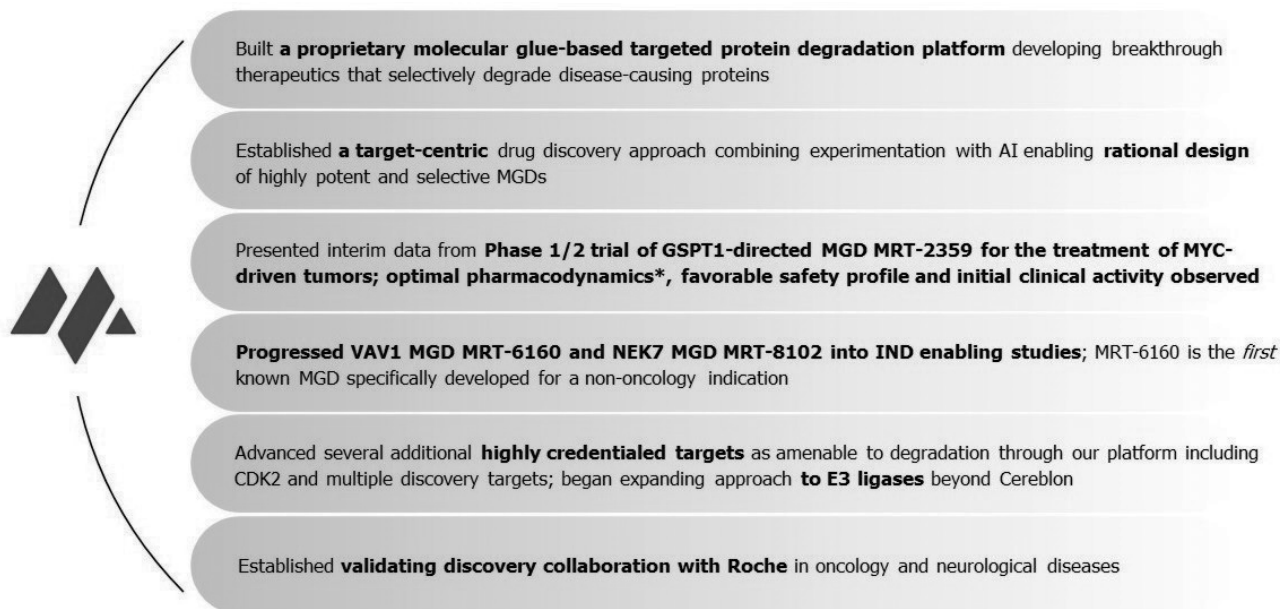 Built a proprietary molecular glue-based targeted protein degradation platform developing breakthrough
therapeutics that selectively degrade disease-causing proteins
Established a target-centric drug discovery approach combining experimentation with AI enabling rational design
of highly potent and selective MGDs
Presented interim data from Phase 1/2 trial of GSPT1-directed MGD MRT-2359 for the treatment of MYC-
driven tumors; optimal pharmacodynamics*, favorable safety profile and initial clinical activity observed
Progressed VAV1 MGD MRT-6160 and NEK7 MGD MRT-8102 into IND enabling studies; MRT-6160 is the first
known MGD specifically developed for a non-oncology indication
Advanced several additional highly credentialed targets as amenable to degradation through our platform including
CDK2 and multiple discovery targets; began expanding approach to E3 ligases beyond Cereblon
Established validating discovery collaboration with Roche in oncology and neurological diseases